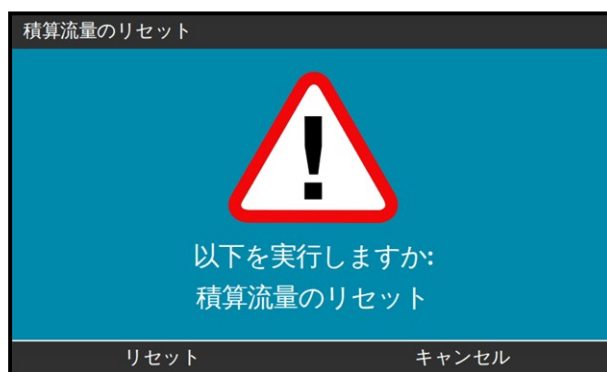 積算流量のリセット
!
以下を実行しますか:
積算流量のリセット
リセット キャンセル